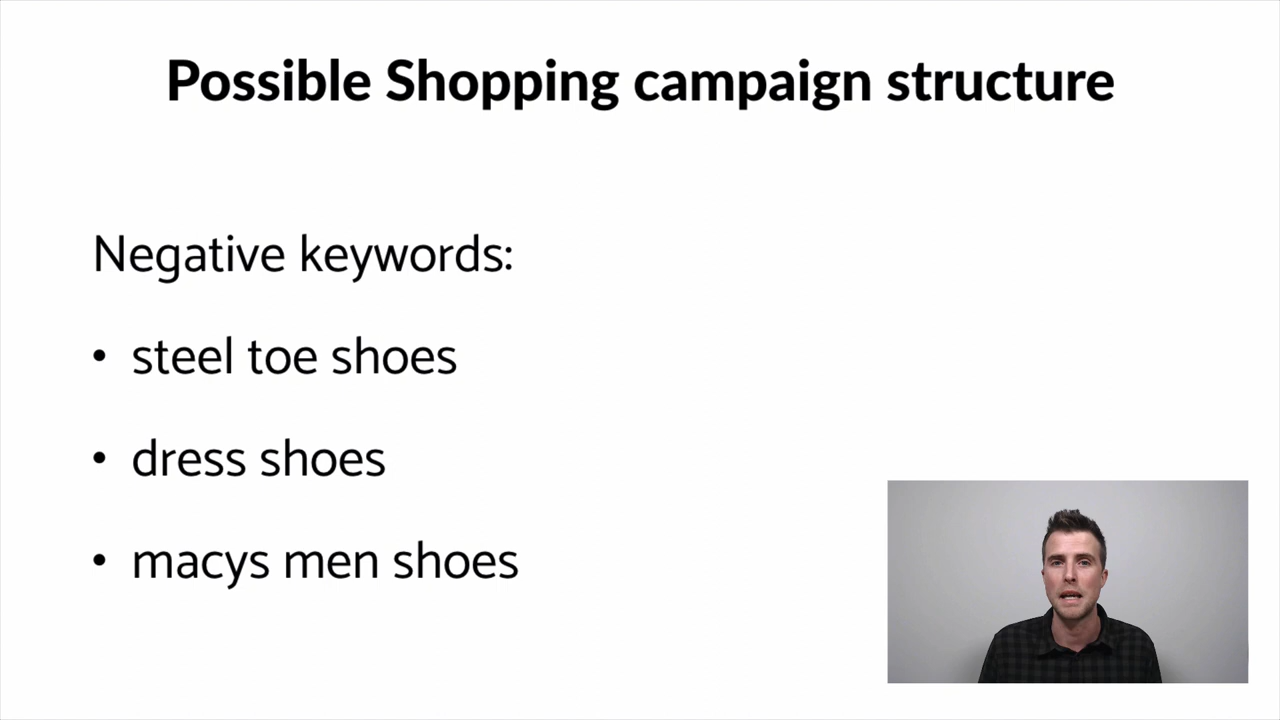 Possible Shopping campaign structure
Negative keywords:
• steel toe shoes
• dress shoes
• macys men shoes